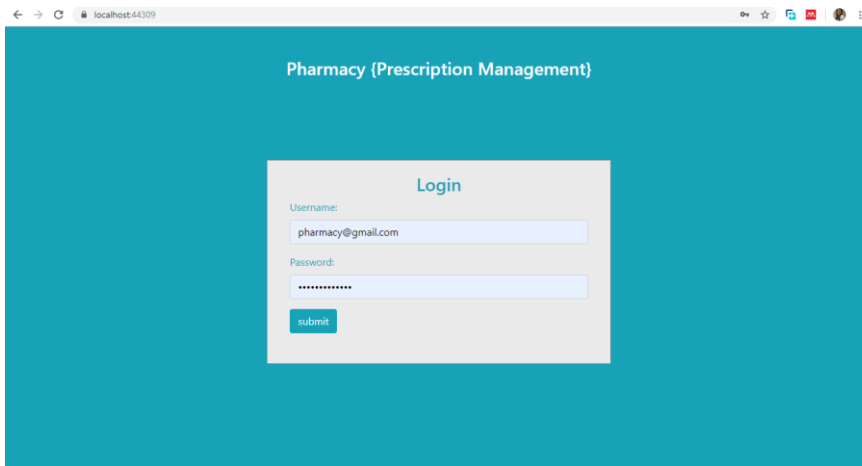 localhost:44309
Pharmacy {Prescription Management}
Login
Username:
pharmacy@gmail.com
Password:
•••••••••••••
submit